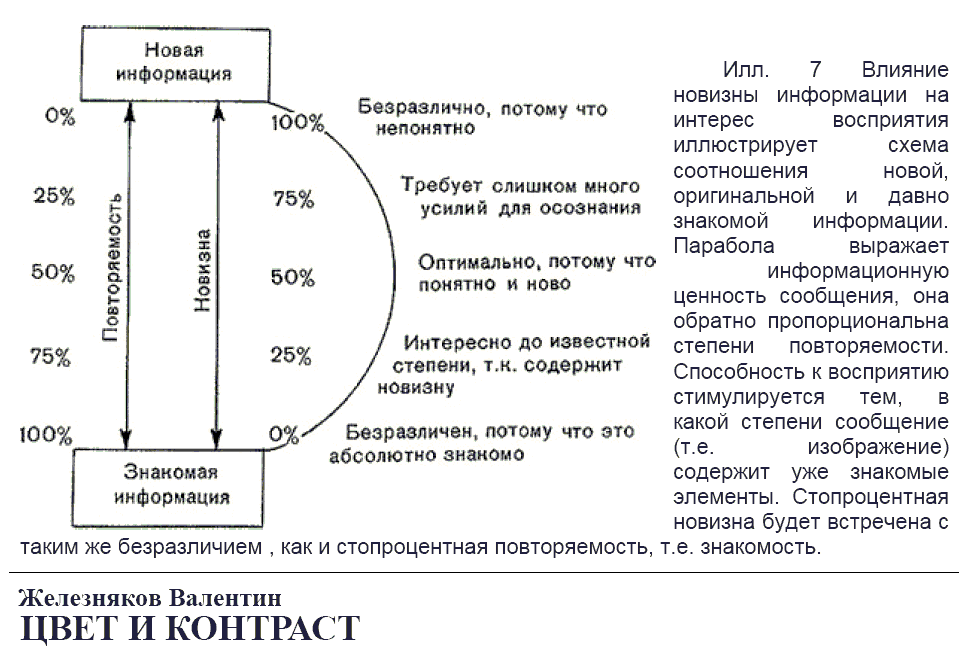 Новая
информация
0%
25%
50%
75%
100%
Повторяемость
Новизна
100%
75%
50%
25%
0%
Безразлично, потому что
непонятно
Требует слишком много
усилий для осознания
Оптимально, потому что
понятно и ново
Интересно до известной
степени, т.к. содержит
новизну
Безразличен, потому что это
абсолютно знакомо
Знакомая
информация
Илл. 7 Влияние
новизны информации на
интерес восприятия
иллюстрирует схема
соотношения новой,
оригинальной и давно
знакомой информации.
Парабола выражает
информационную
ценность сообщения, она
обратно пропорциональна
степени повторяемости.
Способность к восприятию
стимулируется тем, в
какой степени сообщение
(т.е. изображение)
содержит уже знакомые
элементы. Стопроцентная
новизна будет встречена с
таким же безразличием , как и стопроцентная повторяемость, т.е. знакомость.
Железняков Валентин
ЦВЕТ И КОНТРАСТ